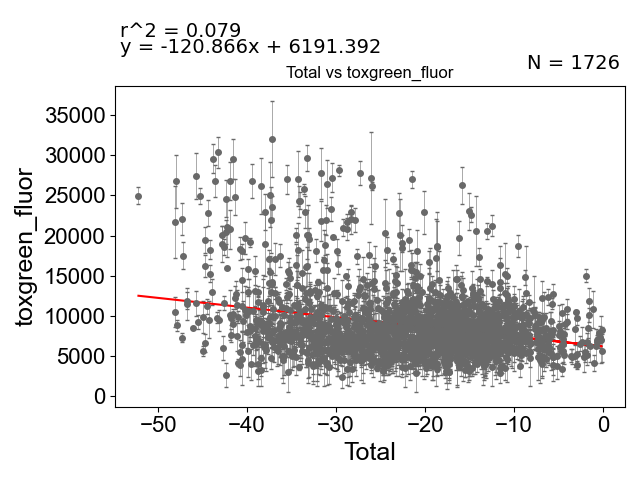 r^2 = 0.079
y = -120.866x + 6191.392
N = 1726
Total vs toxgreen_fluor
35000
30000
25000
20000
15000
10000
5000
0
toxgreen_fluor
−50
−40
−30
−20
−10
0
Total